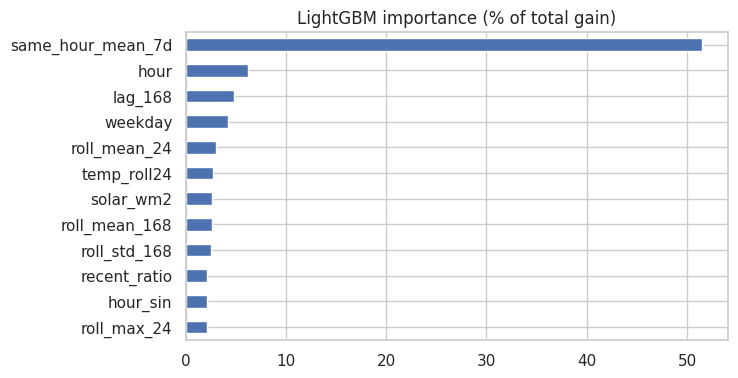 LightGBM importance (% of total gain)
same_hour_mean_7d
hour
lag_168
weekday
roll_mean_24
temp_roll24
solar_wm2
roll_mean_168
roll_std_168
recent_ratio
hour_sin
roll_max_24
0 10 20 30 40 50